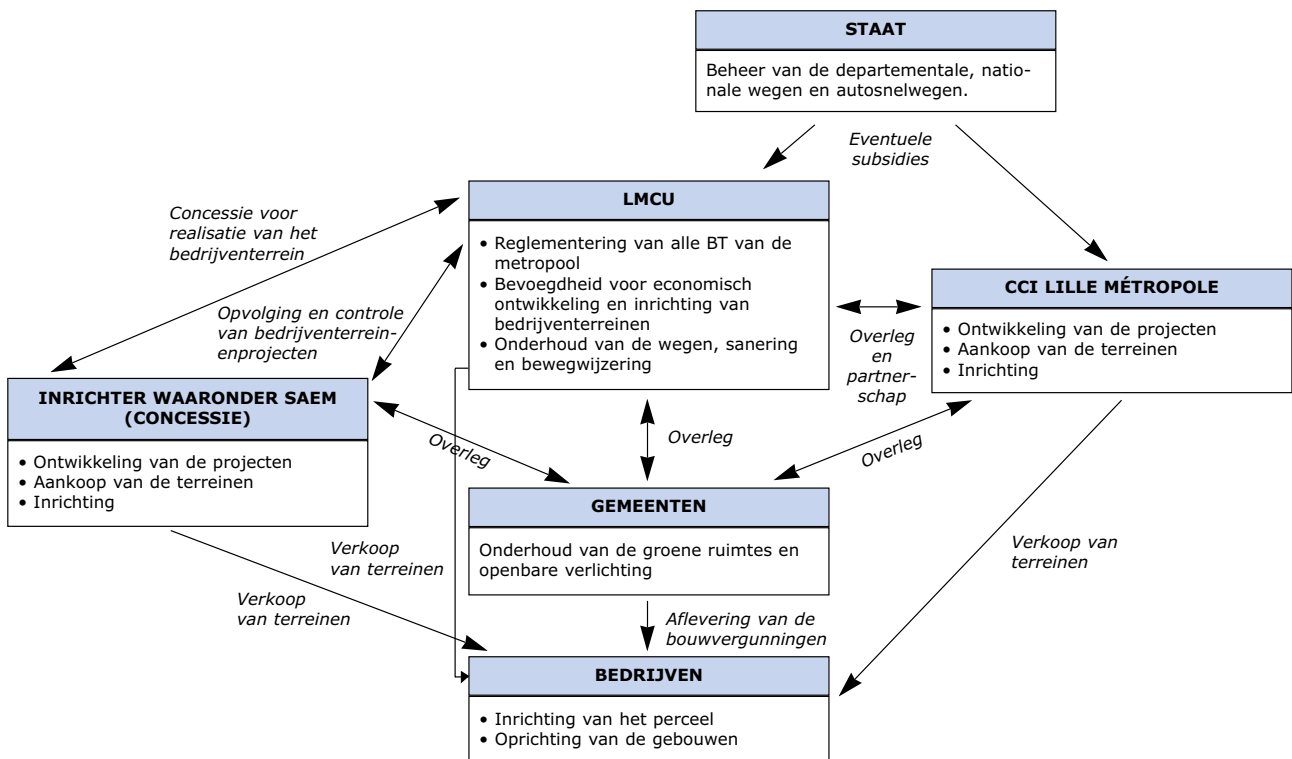 STAAT
Beheer van de departementale, natio-
nale wegen en autosnelwegen.
Eventuele
subsidies
LMCU
• Reglementering van alle BT van de
metropool
• Bevoegdheid voor economisch
ontwikkeling en inrichting van
bedrijventerreinen
• Onderhoud van de wegen, sanering
en bewegwijzering
Concessie voor
realisatie van het
bedrijventerrein
Opvolging en controle
van bedrijventerrein-
enprojecten
CCI LILLE MÉTROPOLE
• Ontwikkeling van de projecten
• Aankoop van de terreinen
• Inrichting
Overleg
en
partner-
schap
INRICHTER WAARONDER SAEM
(CONCESSIE)
• Ontwikkeling van de projecten
• Aankoop van de terreinen
• Inrichting
Overleg
Overleg
Overleg
GEMEENTEN
Onderhoud van de groene ruimtes en
openbare verlichting
Verkoop
van terreinen
Verkoop
van terreinen
Verkoop van
terreinen
Aflevering van de
bouwvergunningen
BEDRIJVEN
• Inrichting van het perceel
• Oprichting van de gebouwen